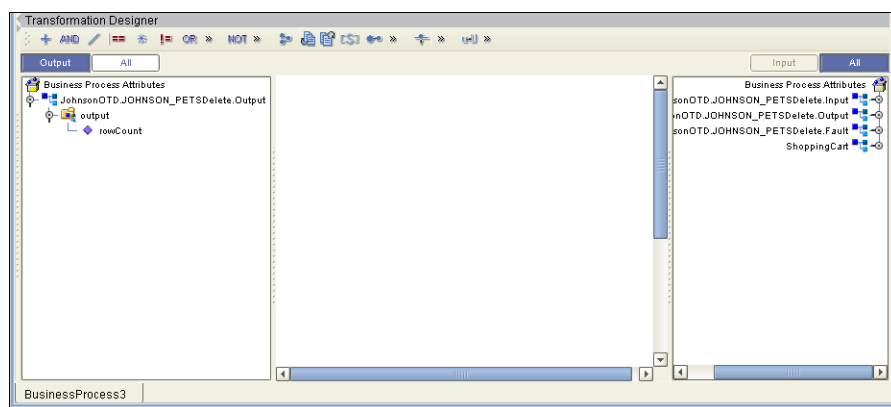 Transformation Designer
+ AND / == * != OR » NOT » »  »  »
Output All
Input All
Business Process Attributes
JohnsonOTD.JOHNSON_PETSDelete.Output
output
rowCount
Business Process Attributes
sonOTD.JOHNSON_PETSDelete.Input
nOTD.JOHNSON_PETSDelete.Output
sonOTD.JOHNSON_PETSDelete.Fault
ShoppingCart
BusinessProcess3